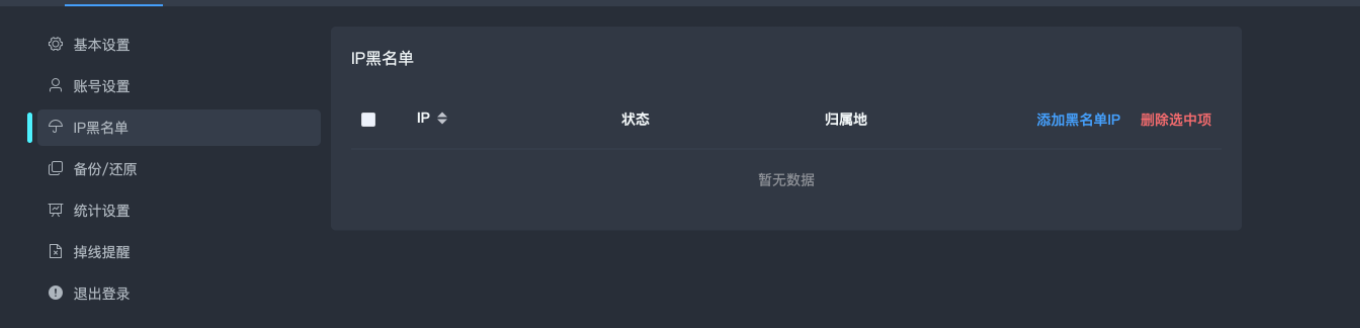 基本设置
账号设置
IP黑名单
备份/还原
统计设置
掉线提醒
退出登录
IP黑名单
IP 状态 归属地 添加黑名单IP 删除选中项
暂无数据